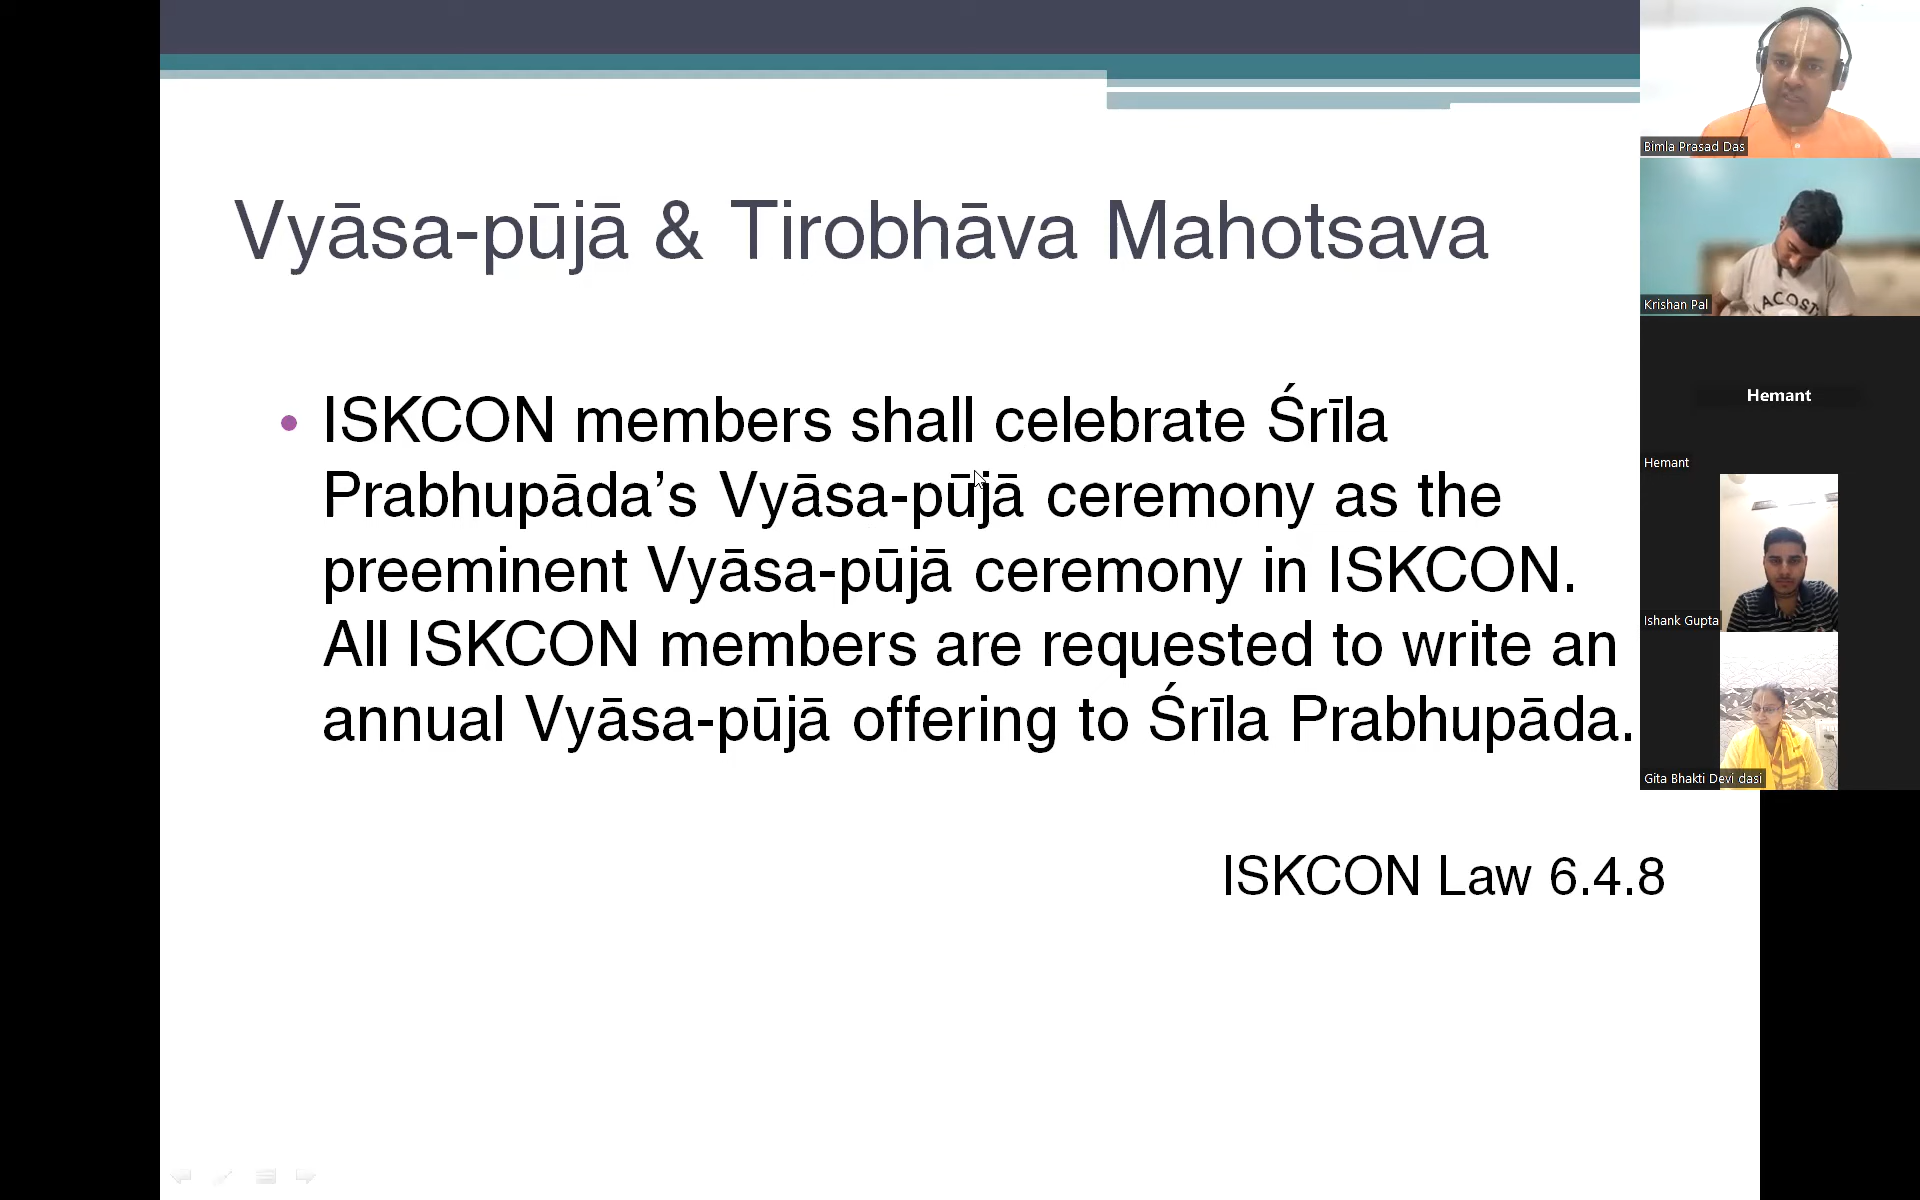 Vyāsa-pūjā & Tirobhāva Mahotsava
• ISKCON members shall celebrate Śrīla
Prabhupāda’s Vyāsa-pūjā ceremony as the
preeminent Vyāsa-pūjā ceremony in ISKCON.
All ISKCON members are requested to write an
annual Vyāsa-pūjā offering to Śrīla Prabhupāda.
ISKCON Law 6.4.8
Bimla Prasad Das
Krishan Pal
Hemant
Hemant
Ishank Gupta
Gita Bhakti Devi dasi